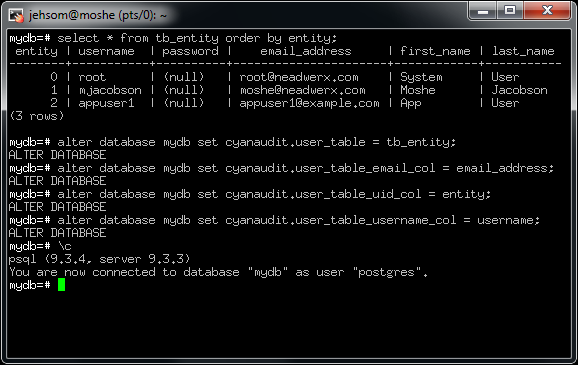 jehsom@moshe (pts/0): ~
mydb=# select * from tb_entity order by entity;
 entity | username  | password |     email_address     | first_name | last_name
--------+-----------+----------+-----------------------+------------+-----------
      0 | root      | (null)   | root@neadwerx.com     | System     | User
      1 | mjacobson | (null)   | moshe@neadwerx.com    | Moshe      | Jacobson
      2 | appuser1  | (null)   | appuser1@example.com  | App        | User
(3 rows)
mydb=# alter database mydb set cyanaudit.user_table = tb_entity;
ALTER DATABASE
mydb=# alter database mydb set cyanaudit.user_table_email_col = email_address;
ALTER DATABASE
mydb=# alter database mydb set cyanaudit.user_table_uid_col = entity;
ALTER DATABASE
mydb=# alter database mydb set cyanaudit.user_table_username_col = username;
ALTER DATABASE
mydb=# \c
psql (9.3.4, server 9.3.3)
You are now connected to database "mydb" as user "postgres".
mydb=#